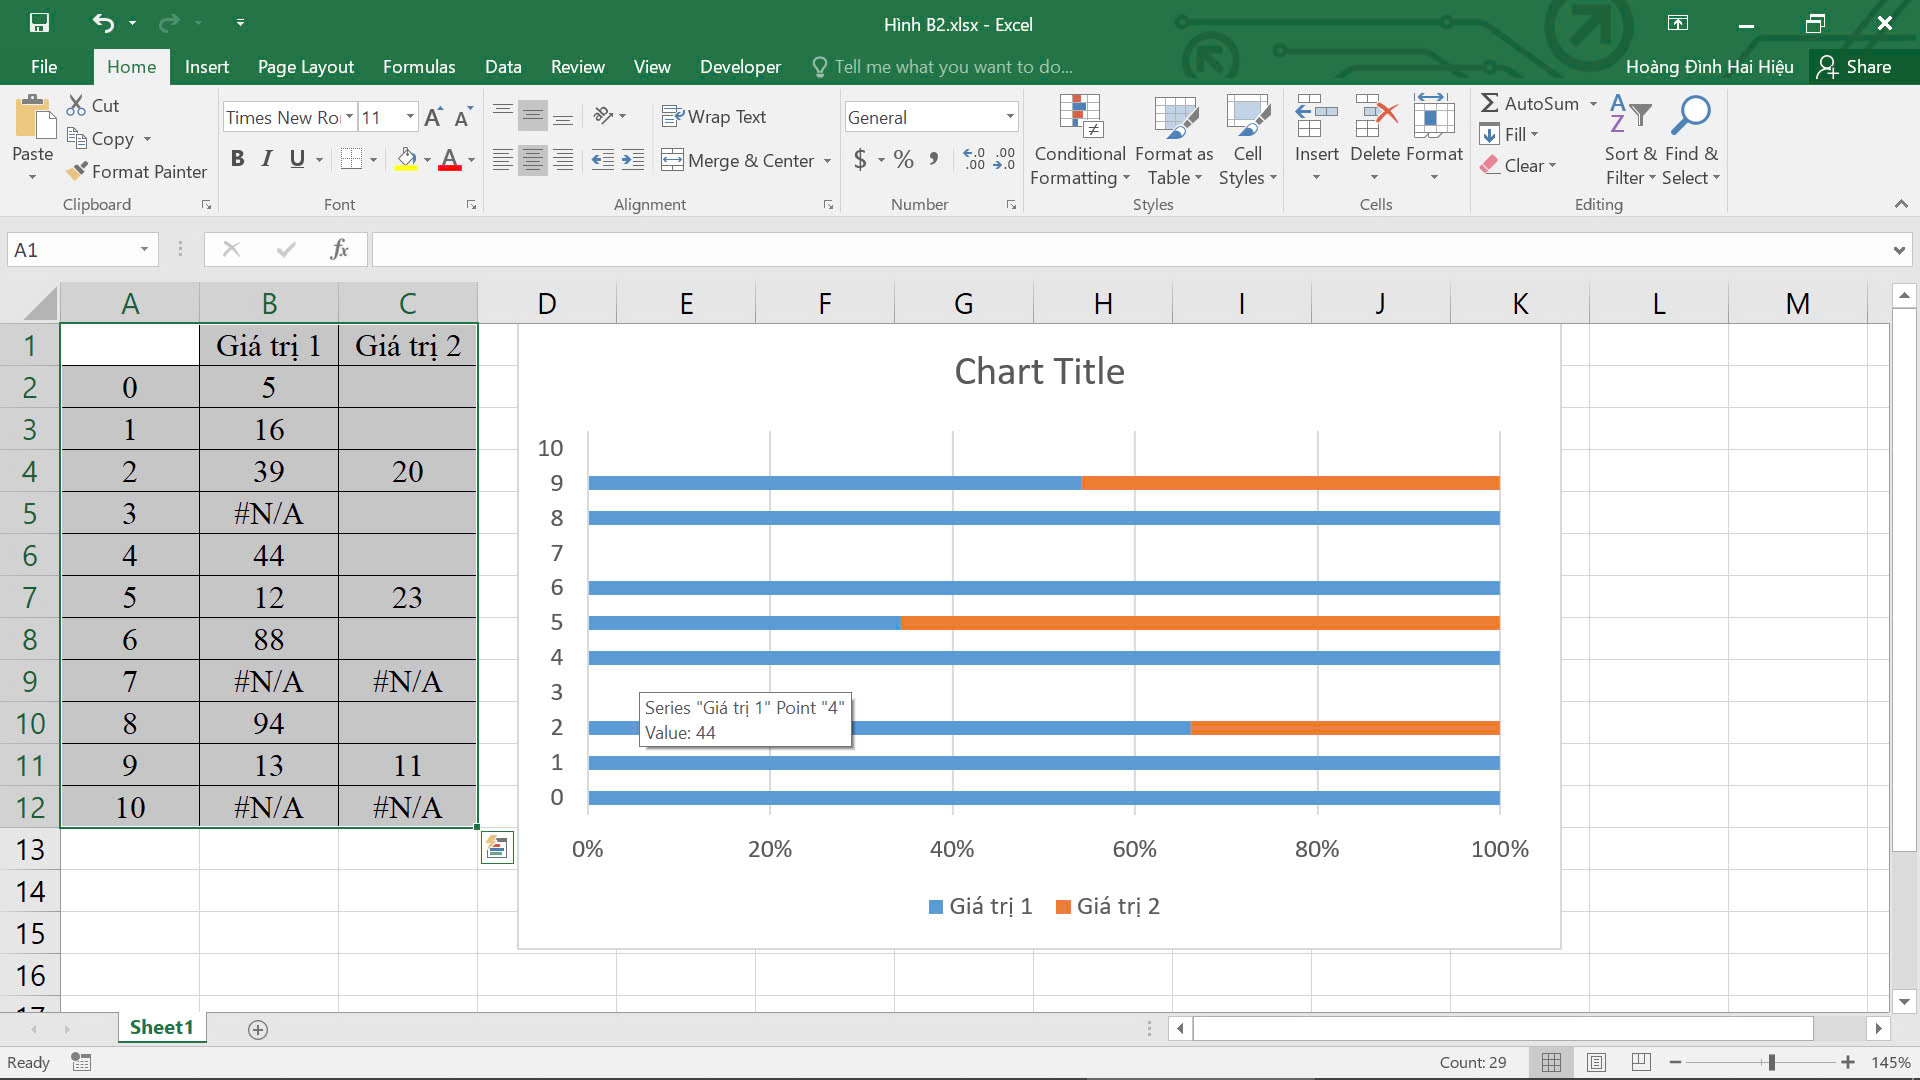 Hình B2.xlsx - Excel
File Home Insert Page Layout Formulas Data Review View Developer Tell me what you want to do... Hoàng Đình Hai Hiệu Share
Paste
Cut
Copy
Format Painter
Clipboard
Times New Ro 11
B I U A
Font
Wrap Text
Merge & Center
Alignment
General
$ % , .0 .00 .00 .0
Number
Conditional Formatting
Format as Table
Cell Styles
Styles
Insert Delete Format
Cells
AutoSum
Fill
Clear
Sort & Filter
Find & Select
Editing
A1 fx
A B C D E F G H I J K L M
1 Giá trị 1 Giá trị 2
2 0 5
3 1 16
4 2 39 20
5 3 #N/A
6 4 44
7 5 12 23
8 6 88
9 7 #N/A #N/A
10 8 94
11 9 13 11
12 10 #N/A #N/A
13
14
15
16
17
Chart Title
10
9
8
7
6
5
4
3
2
1
0
Series "Giá trị 1" Point "4"
Value: 44
0% 20% 40% 60% 80% 100%
Giá trị 1 Giá trị 2
Sheet1
Ready Count: 29 145%